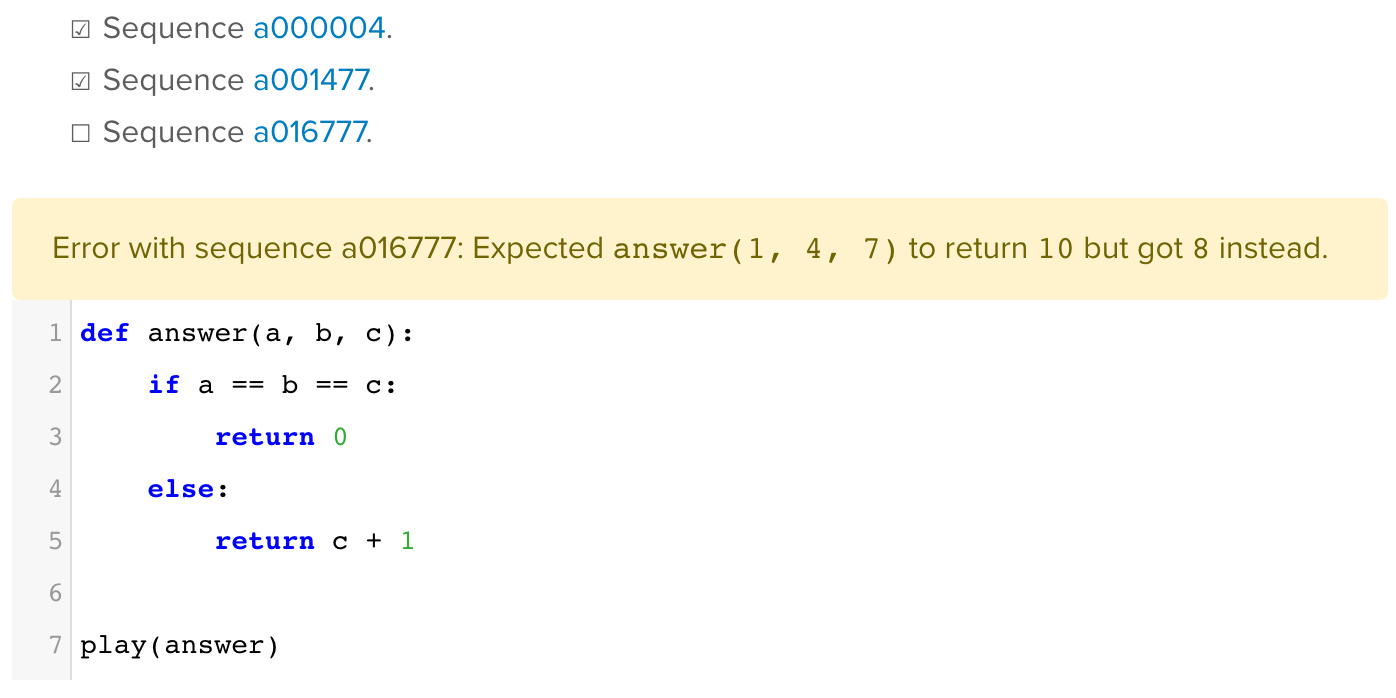 ☑ Sequence a000004.
☑ Sequence a001477.
☐ Sequence a016777.
Error with sequence a016777: Expected answer(1, 4, 7) to return 10 but got 8 instead.
1 def answer(a, b, c):
2     if a == b == c:
3         return 0
4     else:
5         return c + 1
6
7 play(answer)